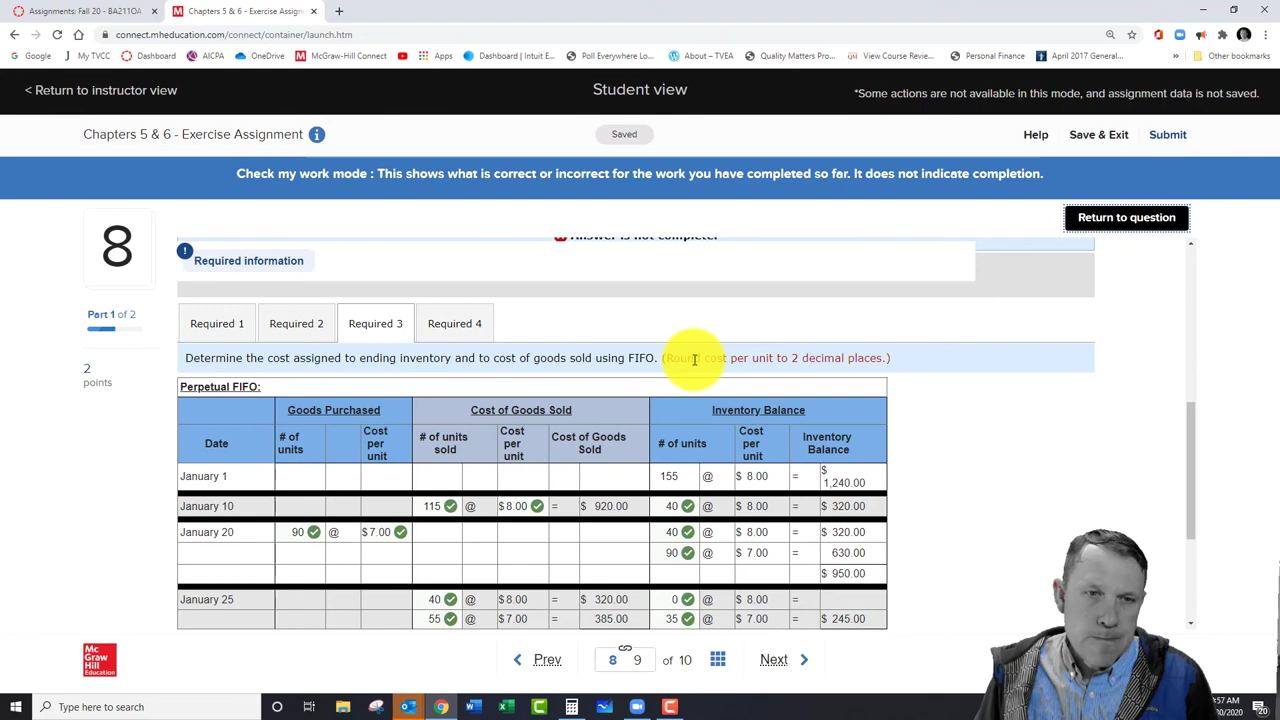 Assignments: Fall 20 - BA211OA
Chapters 5 & 6 - Exercise Assignm
connect.mheducation.com/connect/container/launch.htm
Google
My TVCC
Dashboard
AICPA
OneDrive
McGraw-Hill Connect
Apps
Dashboard | Intuit E...
Poll Everywhere Lo...
About – TVEA
Quality Matters Pro...
View Course Revie...
Personal Finance
April 2017 General...
Other bookmarks
< Return to instructor view
Student view
*Some actions are not available in this mode, and assignment data is not saved.
Chapters 5 & 6 - Exercise Assignment
Saved
Help
Save & Exit
Submit
Check my work mode : This shows what is correct or incorrect for the work you have completed so far. It does not indicate completion.
Return to question
8
Answer is not complete.
Required information
Part 1 of 2
2
points
Required 1
Required 2
Required 3
Required 4
Determine the cost assigned to ending inventory and to cost of goods sold using FIFO. (Round cost per unit to 2 decimal places.)
Perpetual FIFO:
Goods Purchased Cost of Goods Sold Inventory Balance
Date # of units Cost per unit # of units sold Cost per unit Cost of Goods Sold # of units Cost per unit Inventory Balance
January 1 155 @ $ 8.00 = $ 1,240.00
January 10 115 @ $ 8.00 = $ 920.00 40 @ $ 8.00 = $ 320.00
January 20 90 @ $ 7.00 40 @ $ 8.00 = $ 320.00
90 @ $ 7.00 = 630.00
$ 950.00
January 25 40 @ $ 8.00 = $ 320.00 0 @ $ 8.00 =
55 @ $ 7.00 = 385.00 35 @ $ 7.00 = $ 245.00
Mc
Graw
Hill
Education
Prev
8 9 of 10
Next
Type here to search